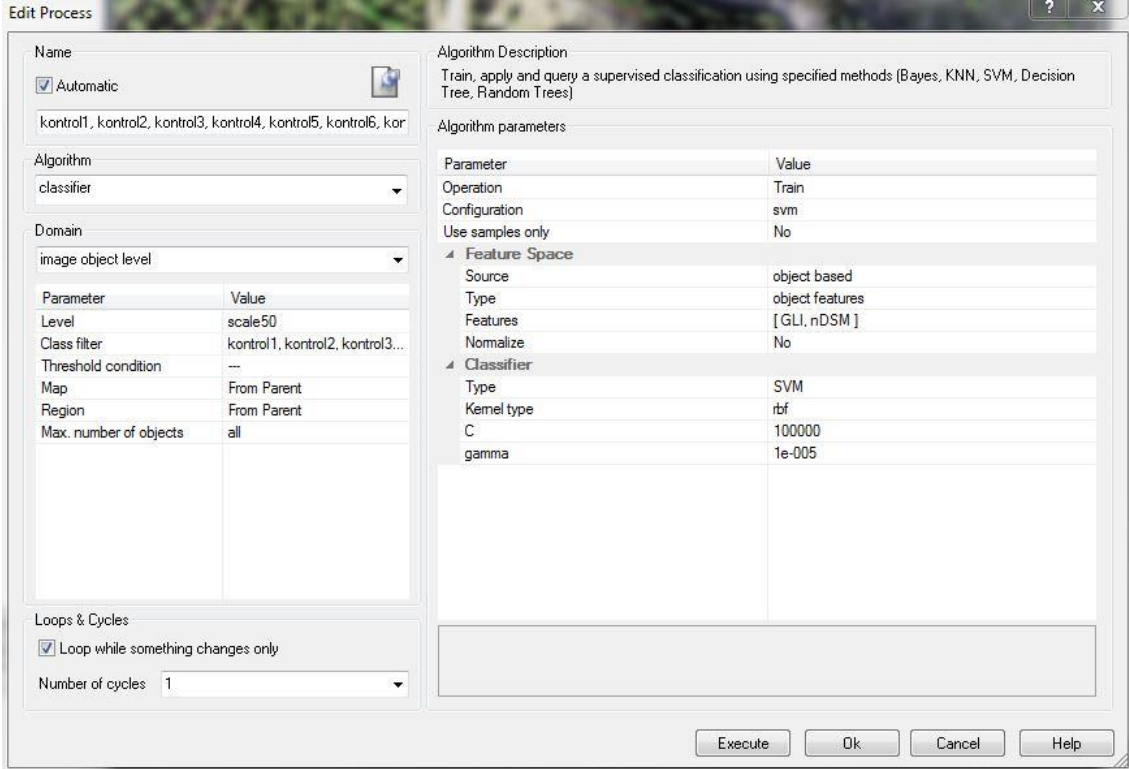 Edit Process
? x
Name
Automatic
kontrol1, kontrol2, kontrol3, kontrol4, kontrol5, kontrol6, kor
Algorithm
classifier
Domain
image object level
Parameter Value
Level scale50
Class filter kontrol1, kontrol2, kontrol3...
Threshold condition ---
Map From Parent
Region From Parent
Max. number of objects all
Loops & Cycles
Loop while something changes only
Number of cycles 1
Algorithm Description
Train, apply and query a supervised classification using specified methods (Bayes, KNN, SVM, Decision
Tree, Random Trees)
Algorithm parameters
Parameter Value
Operation Train
Configuration svm
Use samples only No
Feature Space
Source object based
Type object features
Features [ GLI, nDSM ]
Normalize No
Classifier
Type SVM
Kernel type rbf
C 100000
gamma 1e-005
Execute Ok Cancel Help